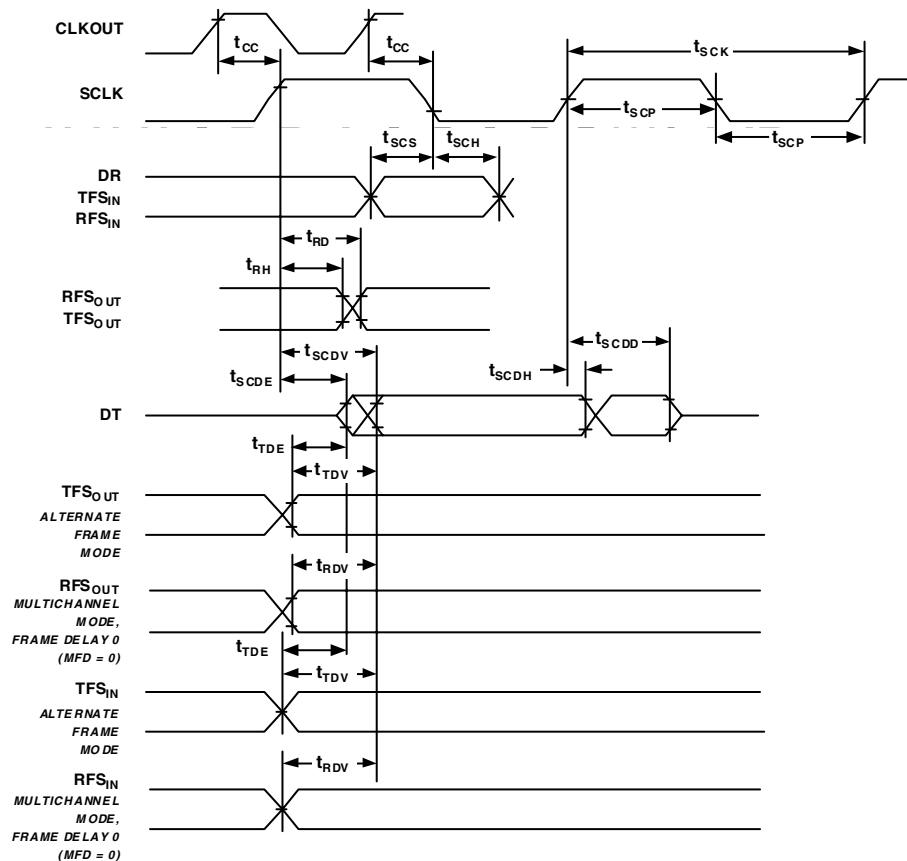 CLKOUT
tCC
tCC
tSCK
SCLK
tSCP
tSCP
tSCS
tSCH
DR
TFSIN
RFSIN
tRD
tRH
RFSOUT
TFSOUT
tSCDV
tSCDD
tSCDH
tSCDE
DT
tTDE
tTDV
TFSOUT
ALTERNATE
FRAME
MODE
tRDV
RFSOUT
MULTICHANNEL
MODE,
FRAME DELAY 0
(MFD = 0)
tTDE
tTDV
TFSIN
ALTERNATE
FRAME
MODE
tRDV
RFSIN
MULTICHANNEL
MODE,
FRAME DELAY 0
(MFD = 0)